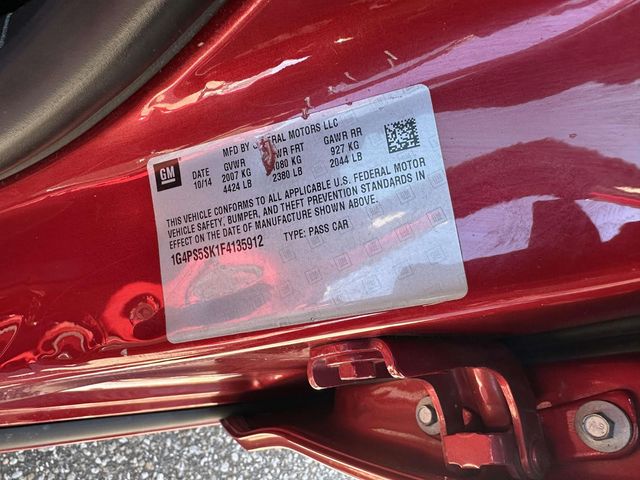 GM
MFD BY GENERAL MOTORS LLC
DATE GVWR GAWR FRT GAWR RR
10/14 2007 KG 1080 KG 927 KG
4424 LB 2380 LB 2044 LB
THIS VEHICLE CONFORMS TO ALL APPLICABLE U.S. FEDERAL MOTOR
VEHICLE SAFETY, BUMPER, AND THEFT PREVENTION STANDARDS IN
EFFECT ON THE DATE OF MANUFACTURE SHOWN ABOVE.
1G4PS5SK1F4135912 TYPE: PASS CAR